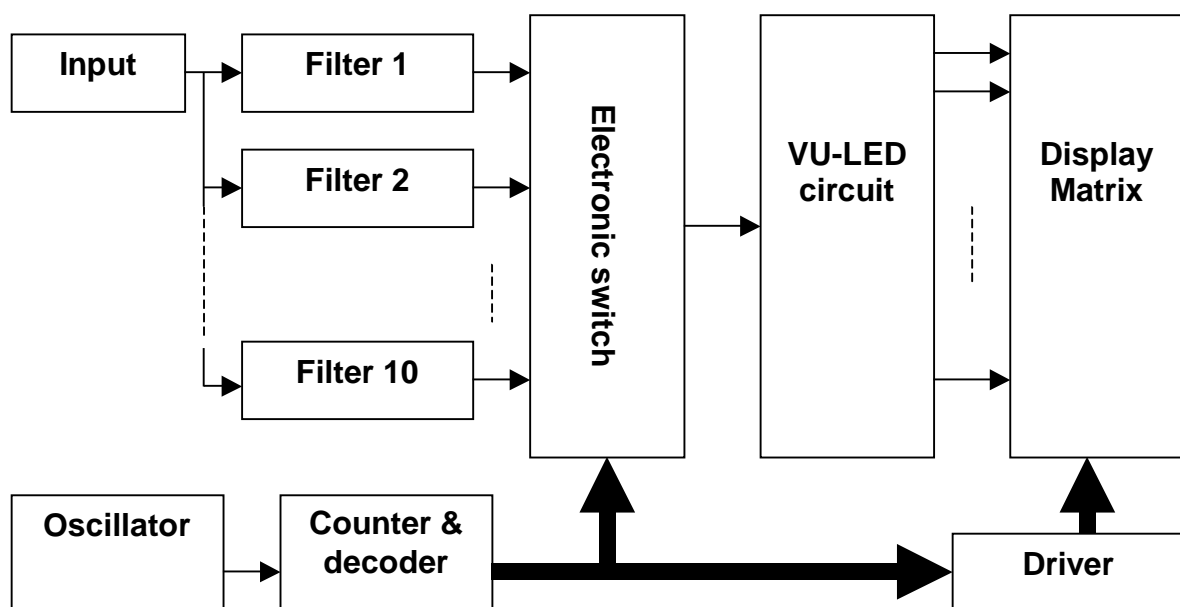 Input
Filter 1
Filter 2
Filter 10
Electronic switch
VU-LED
circuit
Display
Matrix
Oscillator
Counter &
decoder
Driver